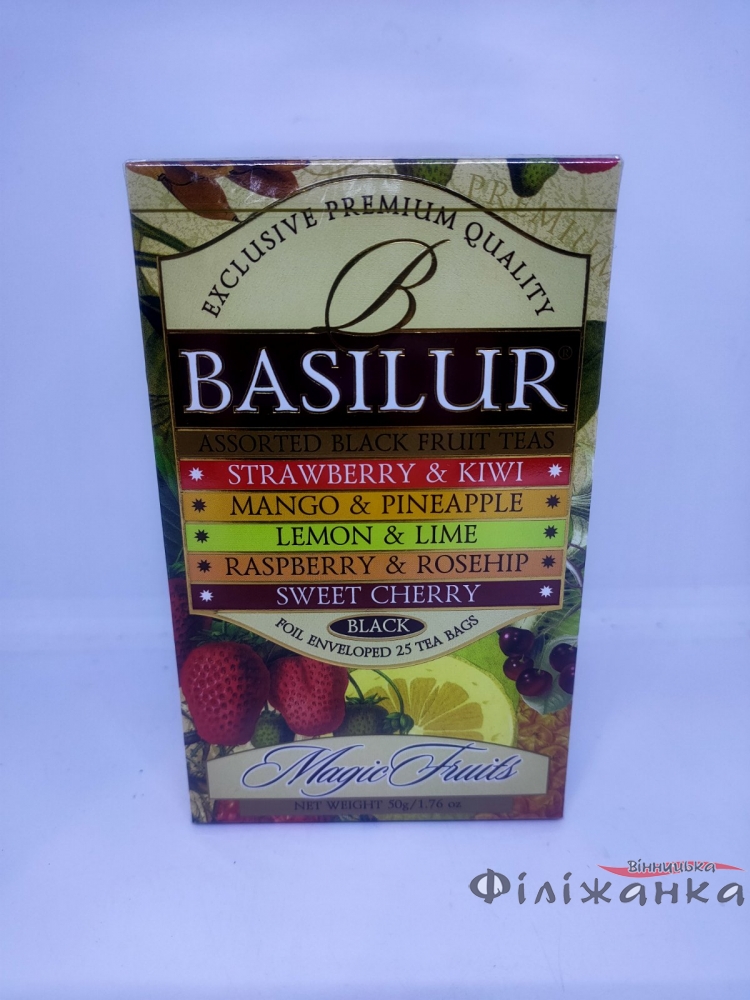 PREMIUM
EXCLUSIVE PREMIUM QUALITY
B
BASILUR®
ASSORTED BLACK FRUIT TEAS
STRAWBERRY & KIWI
MANGO & PINEAPPLE
LEMON & LIME
RASPBERRY & ROSEHIP
SWEET CHERRY
BLACK
FOIL ENVELOPED 25 TEA BAGS
Magic Fruits
NET WEIGHT 50g/1.76 oz
Вінницька
Філіжанка